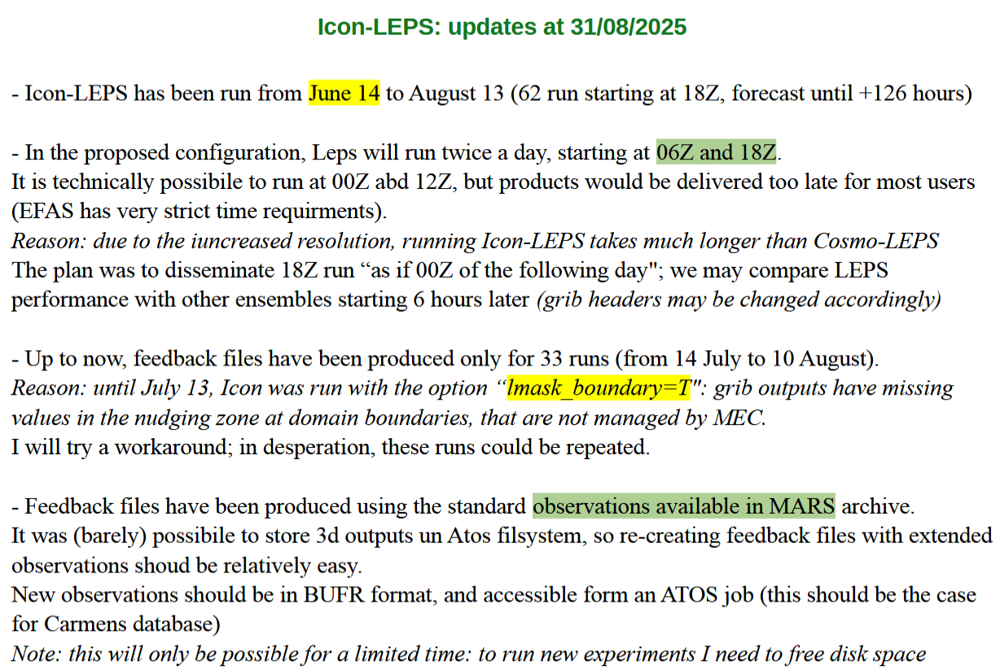 Icon-LEPS: updates at 31/08/2025
- Icon-LEPS has been run from June 14 to August 13 (62 run starting at 18Z, forecast until +126 hours)
- In the proposed configuration, Leps will run twice a day, starting at 06Z and 18Z.
It is technically possibile to run at 00Z abd 12Z, but products would be delivered too late for most users
(EFAS has very strict time requirments).
Reason: due to the iuncreased resolution, running Icon-LEPS takes much longer than Cosmo-LEPS
The plan was to disseminate 18Z run “as if 00Z of the following day"; we may compare LEPS
performance with other ensembles starting 6 hours later (grib headers may be changed accordingly)
- Up to now, feedback files have been produced only for 33 runs (from 14 July to 10 August).
Reason: until July 13, Icon was run with the option “lmask_boundary=T": grib outputs have missing
values in the nudging zone at domain boundaries, that are not managed by MEC.
I will try a workaround; in desperation, these runs could be repeated.
- Feedback files have been produced using the standard observations available in MARS archive.
It was (barely) possibile to store 3d outputs un Atos filsystem, so re-creating feedback files with extended
observations shoud be relatively easy.
New observations should be in BUFR format, and accessible form an ATOS job (this should be the case
for Carmens database)
Note: this will only be possible for a limited time: to run new experiments I need to free disk space